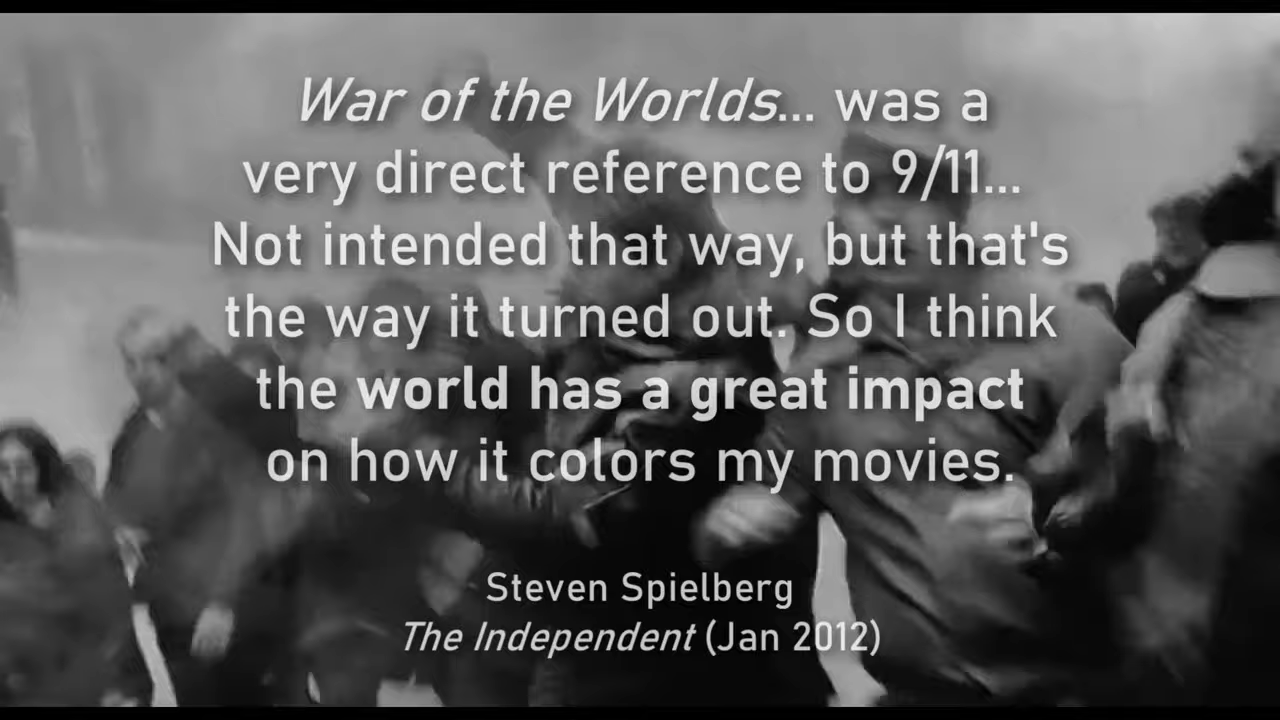 War of the Worlds... was a
very direct reference to 9/11...
Not intended that way, but that's
the way it turned out. So I think
the world has a great impact
on how it colors my movies.
Steven Spielberg
The Independent (Jan 2012)